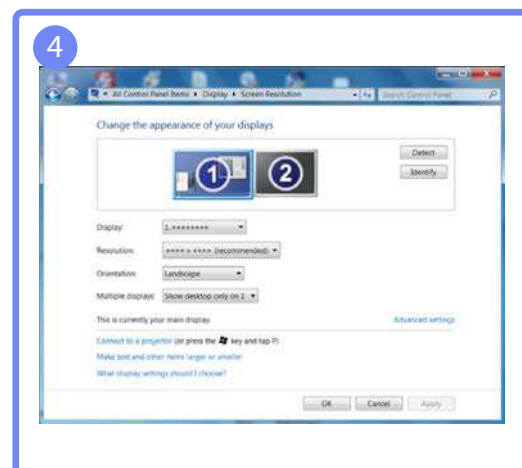 4
All Control Panel Items ▸ Display ▸ Screen Resolution
Search Control Panel
Change the appearance of your displays
1
2
Detect
Identify
Display: 1.********
Resolution: **** x **** (recommended)
Orientation: Landscape
Multiple displays: Show desktop only on 1
This is currently your main display.
Advanced settings
Connect to a projector (or press the key and tap P)
Make text and other items larger or smaller
What display settings should I choose?
OK
Cancel
Apply